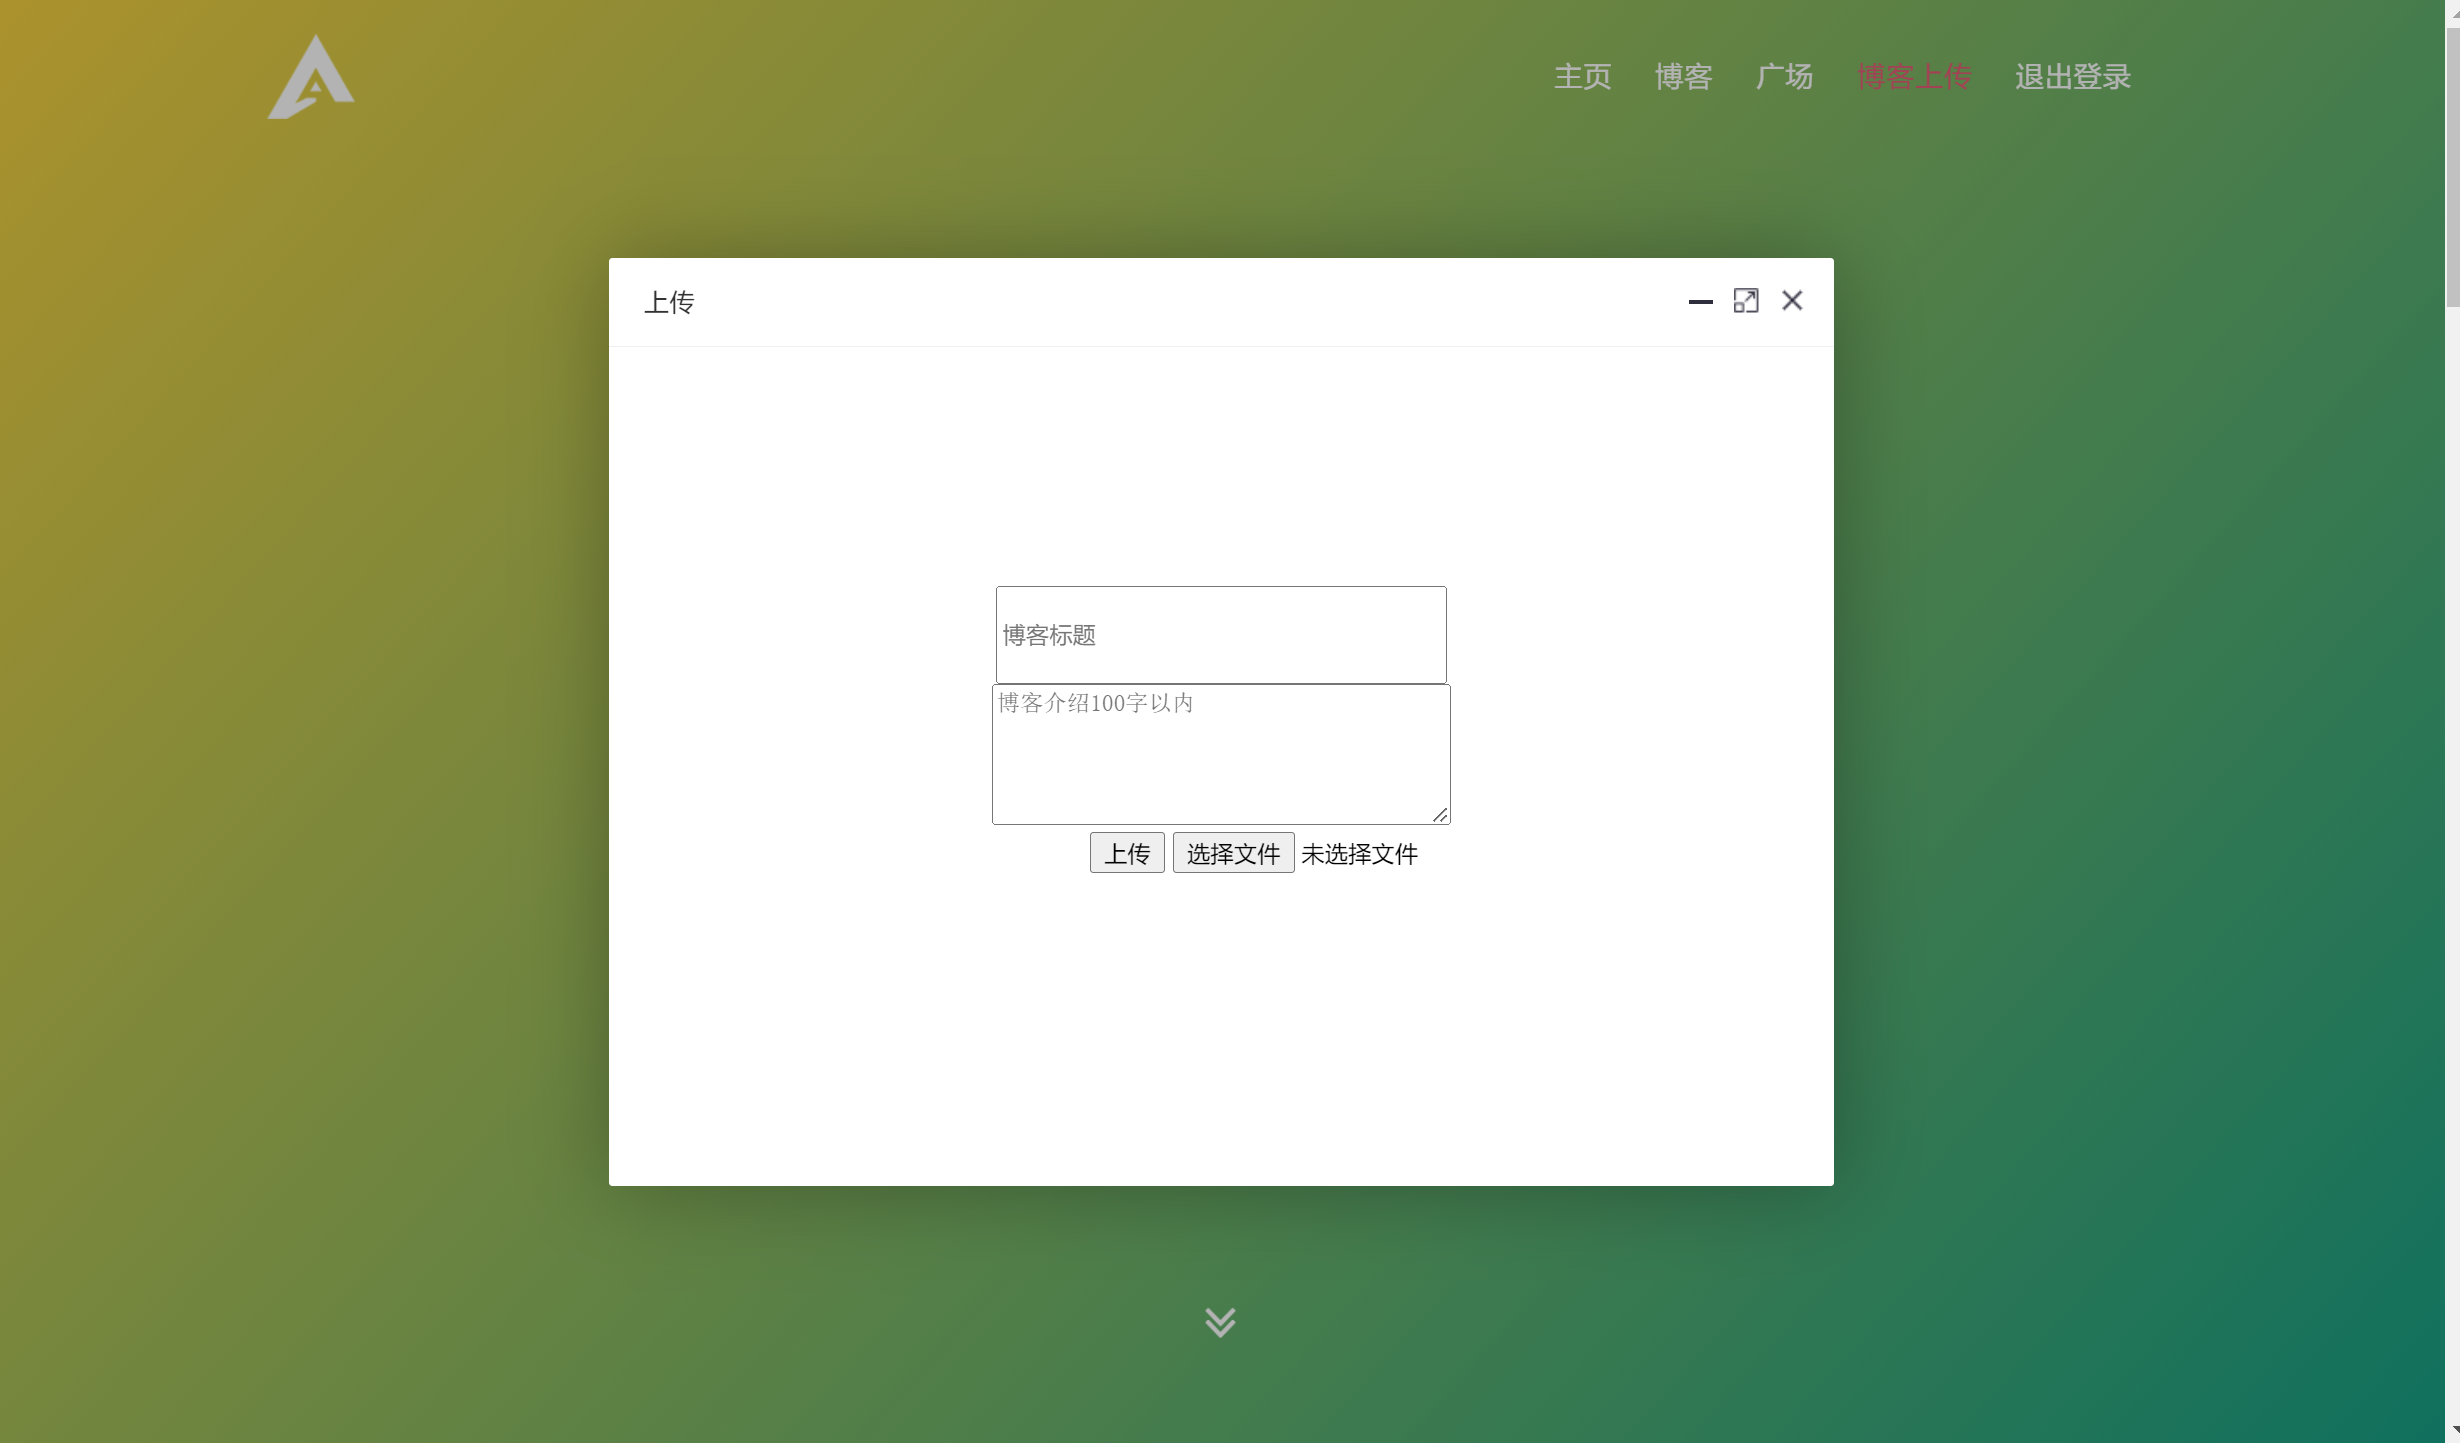 主页 博客 广场 博客上传 退出登录
上传
博客标题
博客介绍100字以内
上传 选择文件 未选择文件